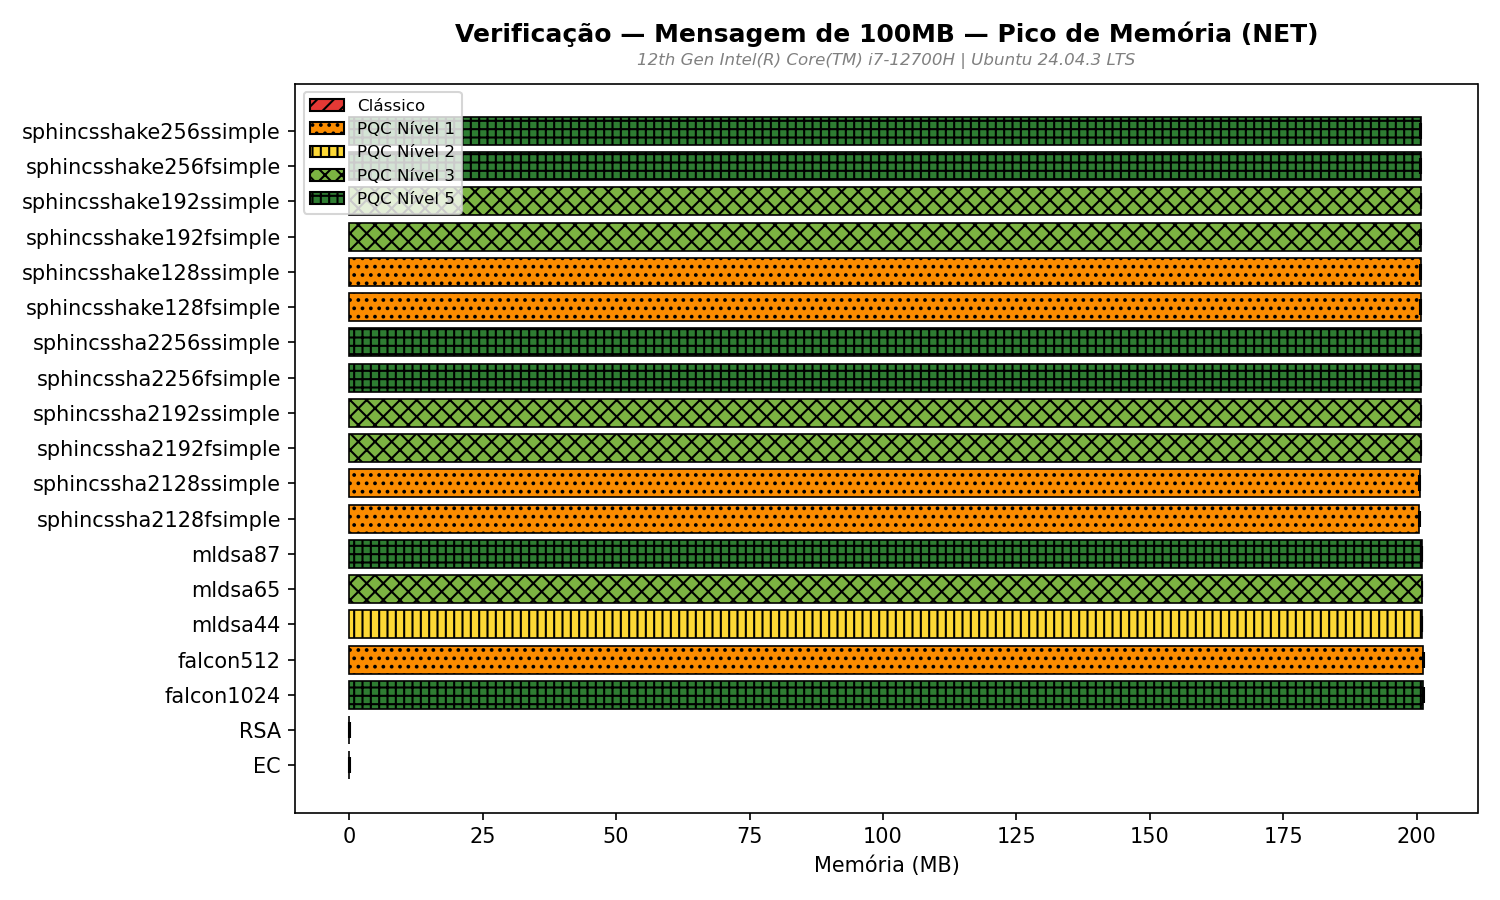 Verificação — Mensagem de 100MB — Pico de Memória (NET)
12th Gen Intel(R) Core(TM) i7-12700H | Ubuntu 24.04.3 LTS
Clássico
PQC Nível 1
PQC Nível 2
PQC Nível 3
PQC Nível 5
sphincsshake256ssimple
sphincsshake256fsimple
sphincsshake192ssimple
sphincsshake192fsimple
sphincsshake128ssimple
sphincsshake128fsimple
sphincssha2256ssimple
sphincssha2256fsimple
sphincssha2192ssimple
sphincssha2192fsimple
sphincssha2128ssimple
sphincssha2128fsimple
mldsa87
mldsa65
mldsa44
falcon512
falcon1024
RSA
EC
0 25 50 75 100 125 150 175 200
Memória (MB)